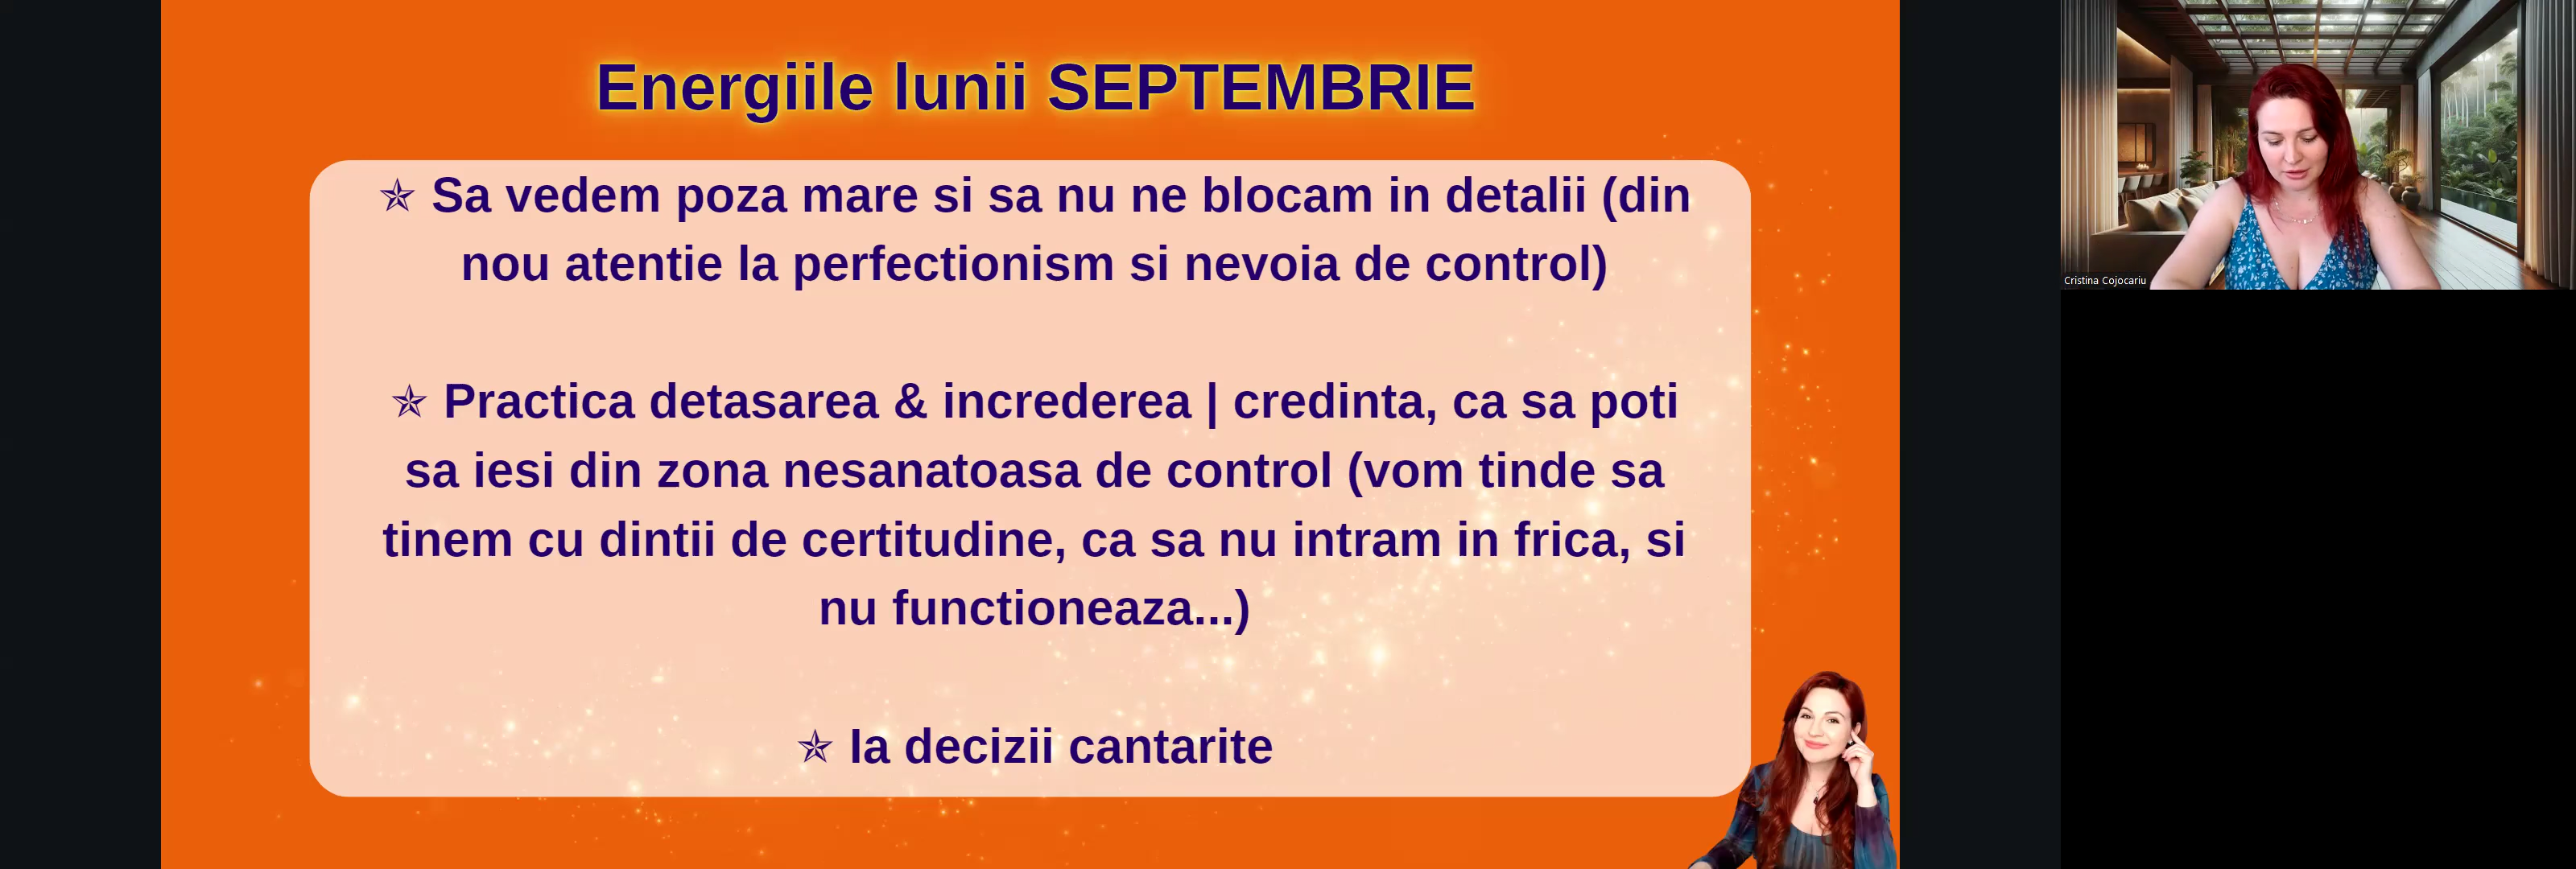 Energiile lunii SEPTEMBRIE
✯ Sa vedem poza mare si sa nu ne blocam in detalii (din
nou atentie la perfectionism si nevoia de control)
✯ Practica detasarea & increderea | credinta, ca sa poti
sa iesi din zona nesanatoasa de control (vom tinde sa
tinem cu dintii de certitudine, ca sa nu intram in frica, si
nu functioneaza...)
✯ Ia decizii cantarite
Cristina Cojocariu